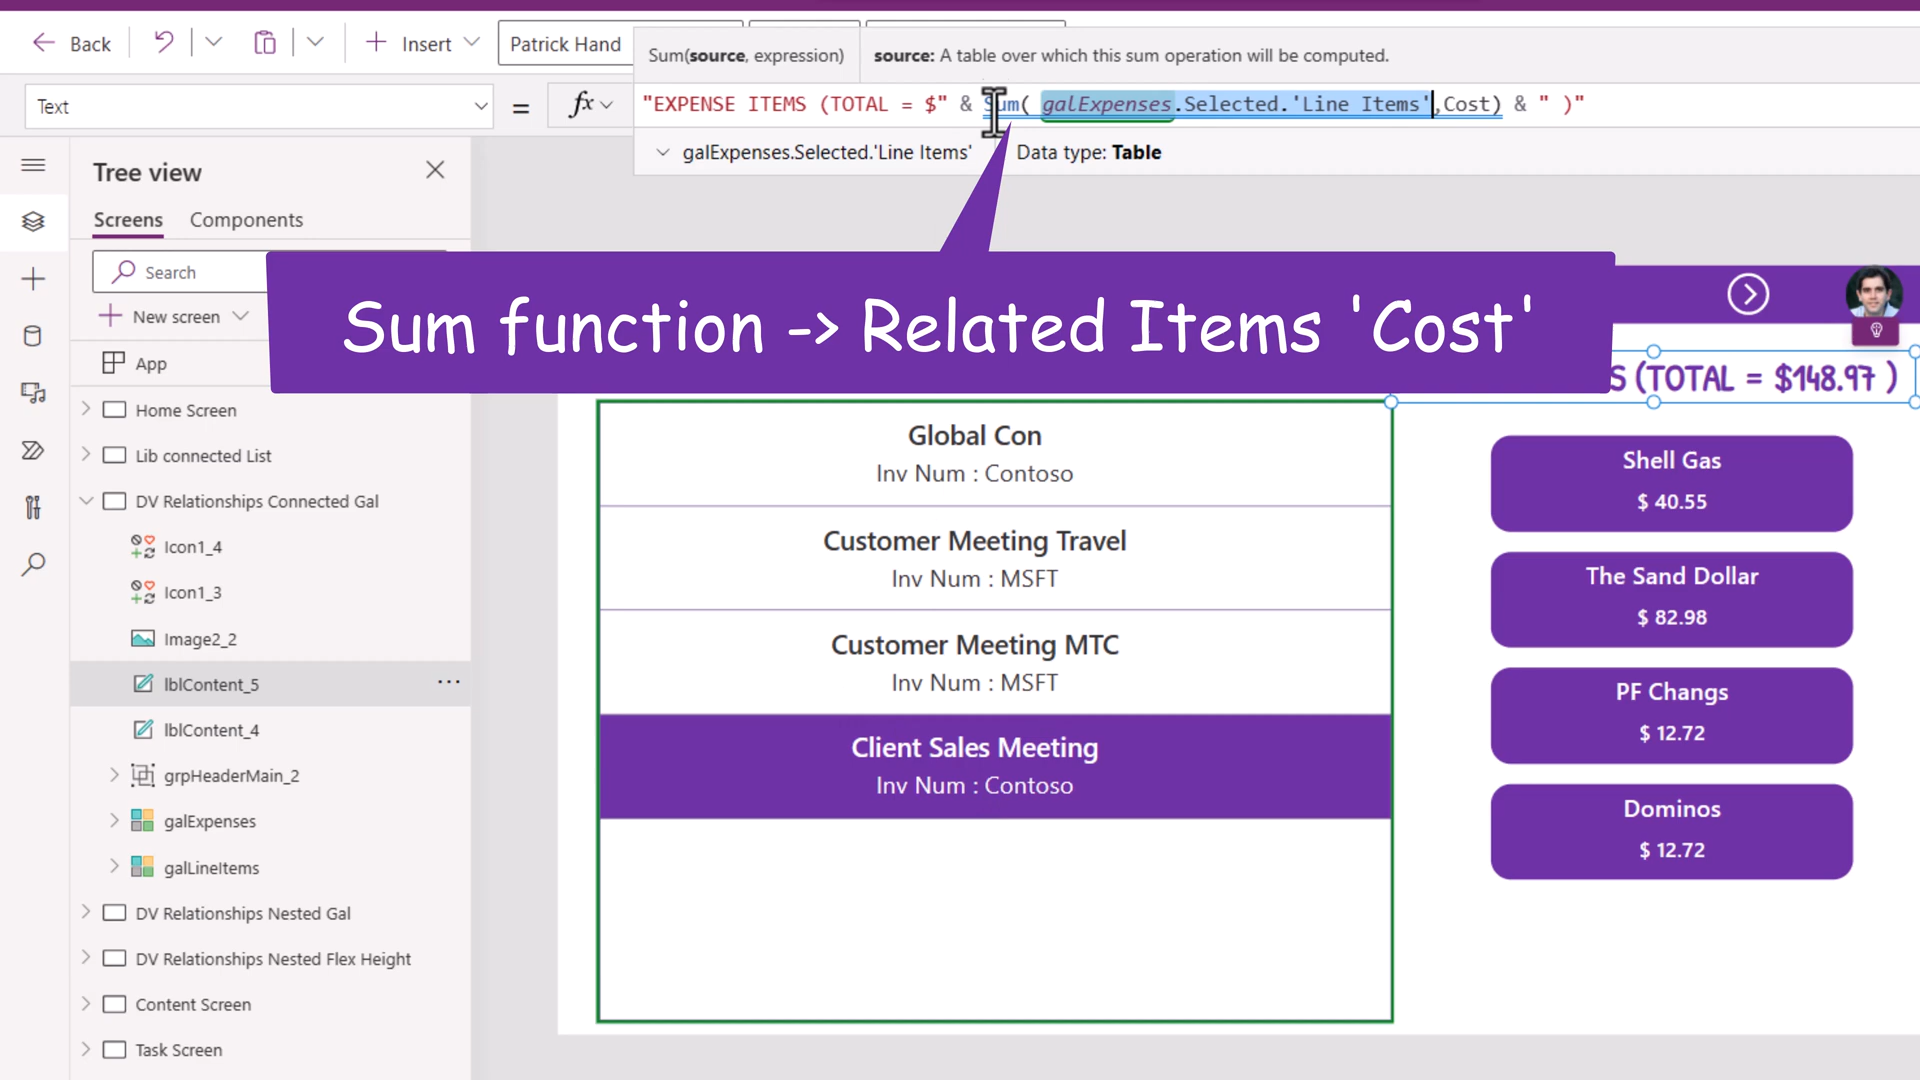 Back
Insert
Patrick Hand
Sum(source, expression)
source: A table over which this sum operation will be computed.
Text
=
fx
"EXPENSE ITEMS (TOTAL = $" & Sum( galExpenses.Selected.'Line Items',Cost) & " )"
galExpenses.Selected.'Line Items'
Data type: Table
Tree view
Screens
Components
Search
New screen
App
Home Screen
Lib connected List
DV Relationships Connected Gal
Icon1_4
Icon1_3
Image2_2
lblContent_5
lblContent_4
grpHeaderMain_2
galExpenses
galLineItems
DV Relationships Nested Gal
DV Relationships Nested Flex Height
Content Screen
Task Screen
Sum function -> Related Items 'Cost'
S (TOTAL = $148.97 )
Global Con
Inv Num : Contoso
Customer Meeting Travel
Inv Num : MSFT
Customer Meeting MTC
Inv Num : MSFT
Client Sales Meeting
Inv Num : Contoso
Shell Gas
$ 40.55
The Sand Dollar
$ 82.98
PF Changs
$ 12.72
Dominos
$ 12.72